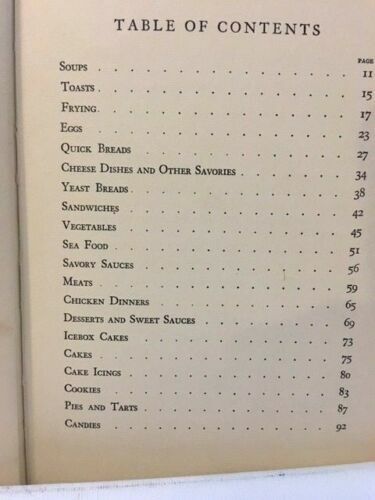 TABLE OF CONTENTS
PAGE
SOUPS . . . . . . . . . . . . . 11
TOASTS . . . . . . . . . . . . . 15
FRYING. . . . . . . . . . . . . 17
EGGS . . . . . . . . . . . . . 23
QUICK BREADS . . . . . . . . . . . 27
CHEESE DISHES AND OTHER SAVORIES . . . . . . 34
YEAST BREADS. . . . . . . . . . . 38
SANDWICHES . . . . . . . . . . . 42
VEGETABLES . . . . . . . . . . . 45
SEA FOOD . . . . . . . . . . . . 51
SAVORY SAUCES . . . . . . . . . . 56
MEATS . . . . . . . . . . . . . 59
CHICKEN DINNERS . . . . . . . . . 65
DESSERTS AND SWEET SAUCES . . . . . . . 69
ICEBOX CAKES . . . . . . . . . . 73
CAKES . . . . . . . . . . . . 75
CAKE ICINGS . . . . . . . . . . 80
COOKIES . . . . . . . . . . . 83
PIES AND TARTS . . . . . . . . . 87
CANDIES . . . . . . . . . . . 92